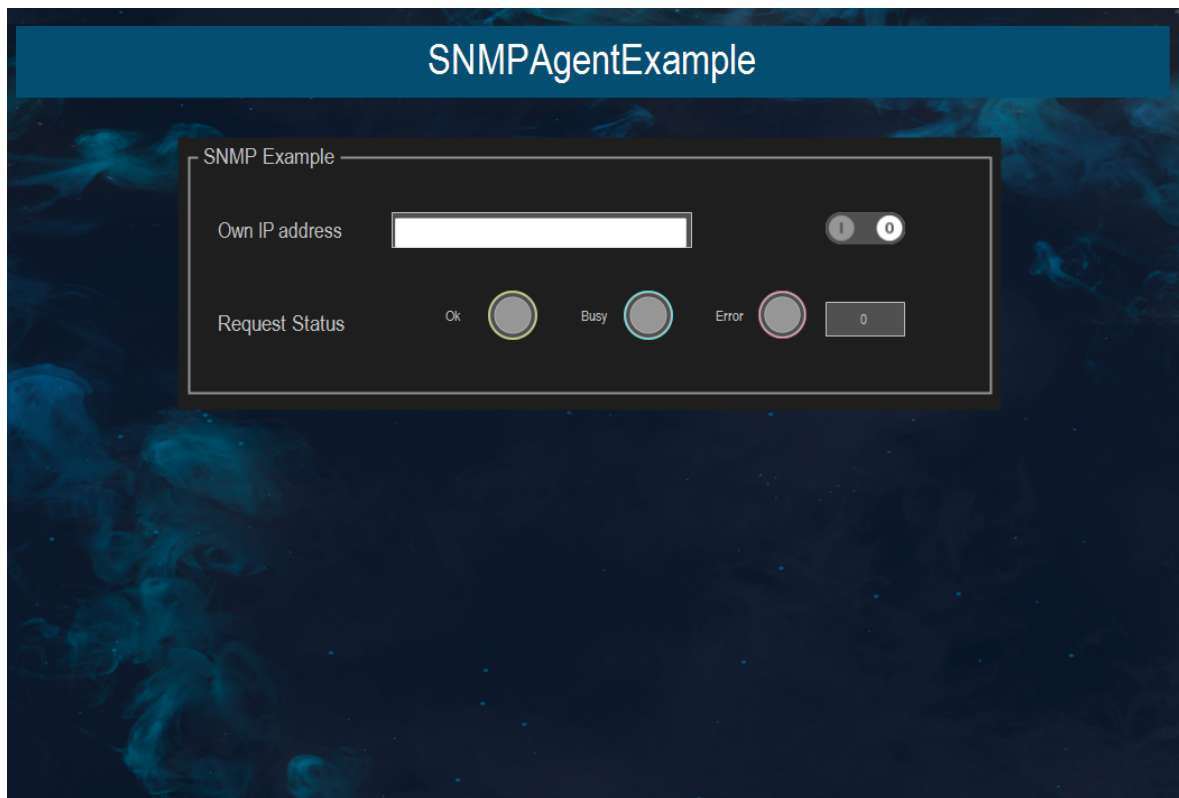 SNMPAgentExample
SNMP Example
Own IP address
I 0
Request Status Ok Busy Error 0